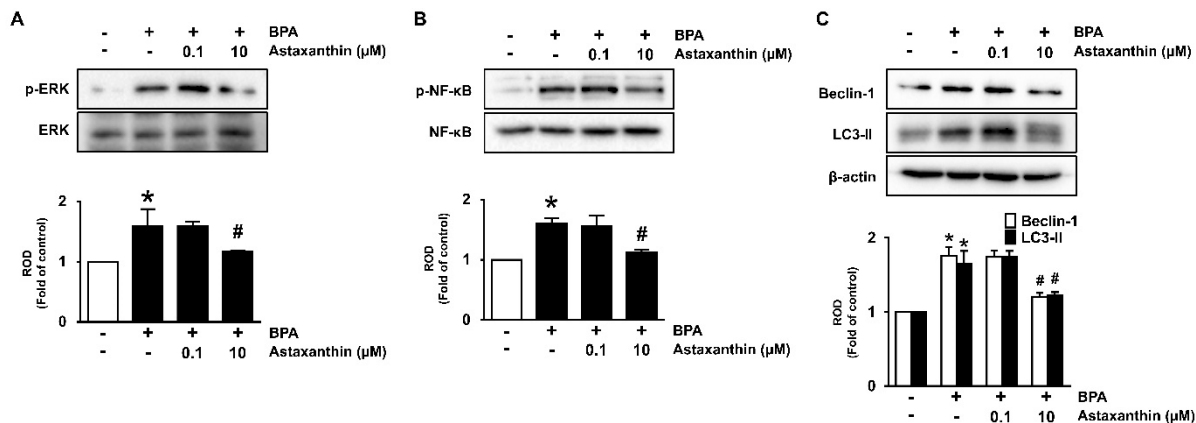 A
- + + + BPA
- - 0.1 10 Astaxanthin (µM)
p-ERK
ERK
2
*
#
1
0
ROD
(Fold of control)
- + + + BPA
- - 0.1 10 Astaxanthin (µM)
B
- + + + BPA
- - 0.1 10 Astaxanthin (µM)
p-NF-κB
NF-κB
2
*
#
1
0
ROD
(Fold of control)
- + + + BPA
- - 0.1 10 Astaxanthin (µM)
C
- + + + BPA
- - 0.1 10 Astaxanthin (µM)
Beclin-1
LC3-II
β-actin
Beclin-1
LC3-II
2
* *
# #
1
0
ROD
(Fold of control)
- + + + BPA
- - 0.1 10 Astaxanthin (µM)